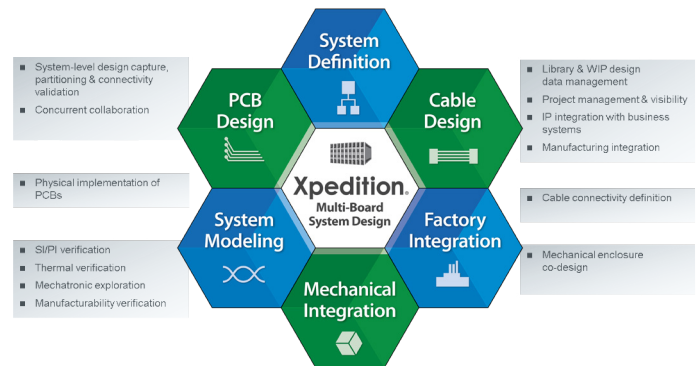 System
Definition
System-level design capture,
partitioning & connectivity
validation
Concurrent collaboration
PCB
Design
Cable
Design
Library & WIP design
data management
Project management & visibility
IP integration with business
systems
Manufacturing integration
Xpedition®
Multi-Board
System Design
Physical implementation of
PCBs
System
Modeling
Factory
Integration
Cable connectivity definition
SI/PI verification
Thermal verification
Mechatronic exploration
Manufacturability verification
Mechanical
Integration
Mechanical enclosure
co-design